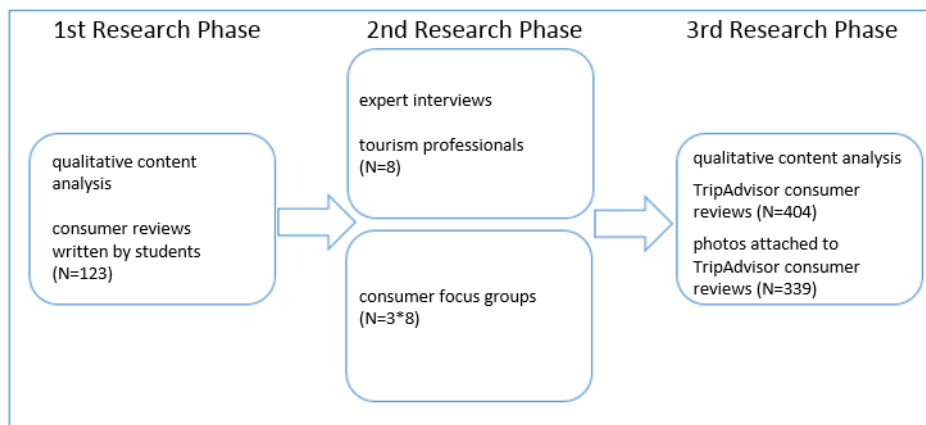 1st Research Phase
2nd Research Phase
3rd Research Phase
qualitative content
analysis
consumer reviews
written by students
(N=123)
expert interviews
tourism professionals
(N=8)
consumer focus groups
(N=3*8)
qualitative content analysis
TripAdvisor consumer
reviews (N=404)
photos attached to
TripAdvisor consumer
reviews (N=339)